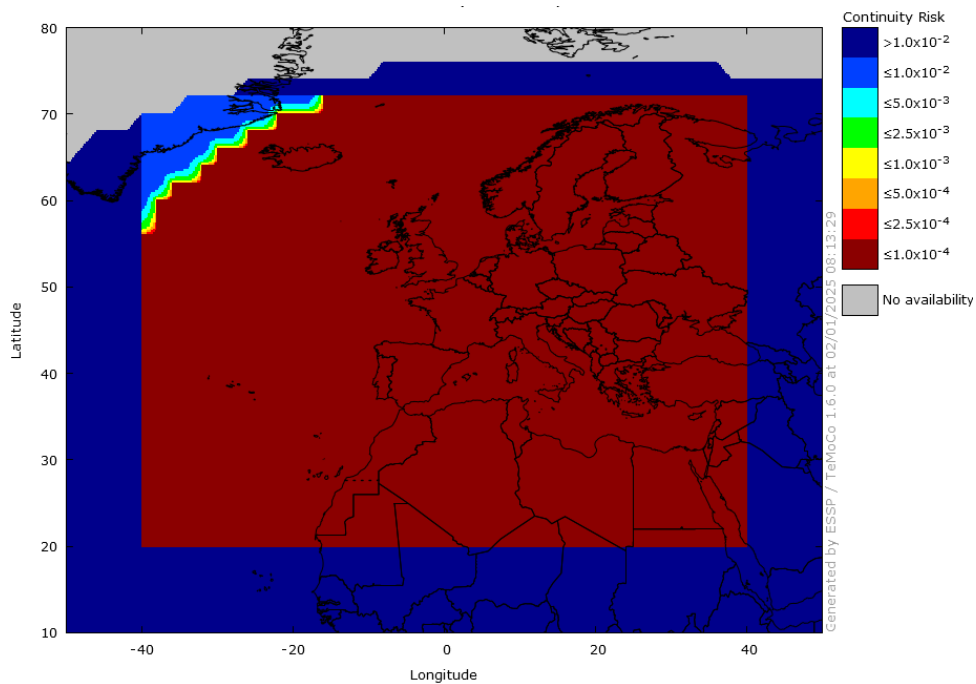 Continuity Risk
>1.0x10⁻²
≤1.0x10⁻²
≤5.0x10⁻³
≤2.5x10⁻³
≤1.0x10⁻³
≤5.0x10⁻⁴
≤2.5x10⁻⁴
≤1.0x10⁻⁴
No availability
80
70
60
50
40
30
20
10
Latitude
-40
-20
0
20
40
Longitude
Generated by ESSP / TeMoCo 1.6.0 at 02/01/2025 08:13:29